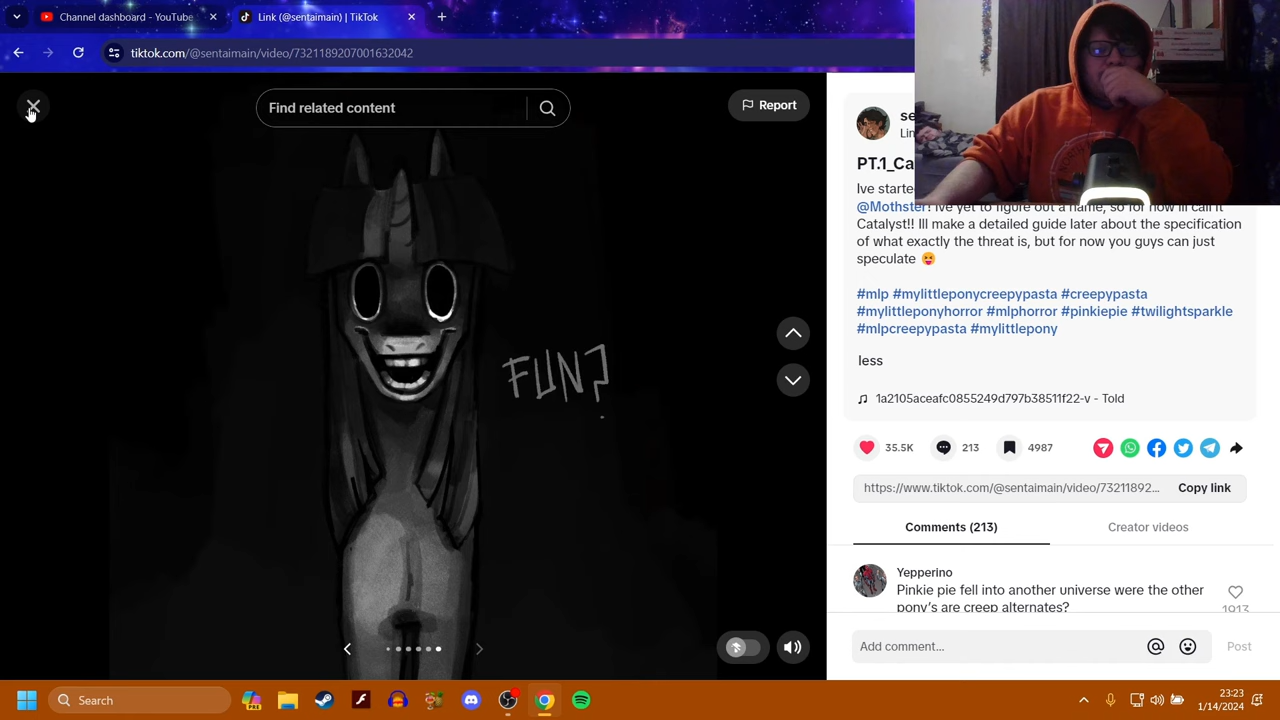 Channel dashboard - YouTube
Link (@sentaimain) | TikTok
tiktok.com/@sentaimain/video/7321189207001632042
Find related content
Report
FUN?
se
Lin
PT.1_Ca
Ive starte
@Mothster! Ive yet to figure out a name, so for now ill call it
Catalyst!! Ill make a detailed guide later about the specification
of what exactly the threat is, but for now you guys can just
speculate 😝
#mlp #mylittleponycreepypasta #creepypasta
#mylittleponyhorror #mlphorror #pinkiepie #twilightsparkle
#mlpcreepypasta #mylittlepony
less
1a2105aceafc0855249d797b38511f22-v - Told
35.5K
213
4987
https://www.tiktok.com/@sentaimain/video/73211892...
Copy link
Comments (213)
Creator videos
Yepperino
Pinkie pie fell into another universe were the other
pony's are creep alternates?
1913
Add comment...
Post
Search
PRE
23:23
1/14/2024